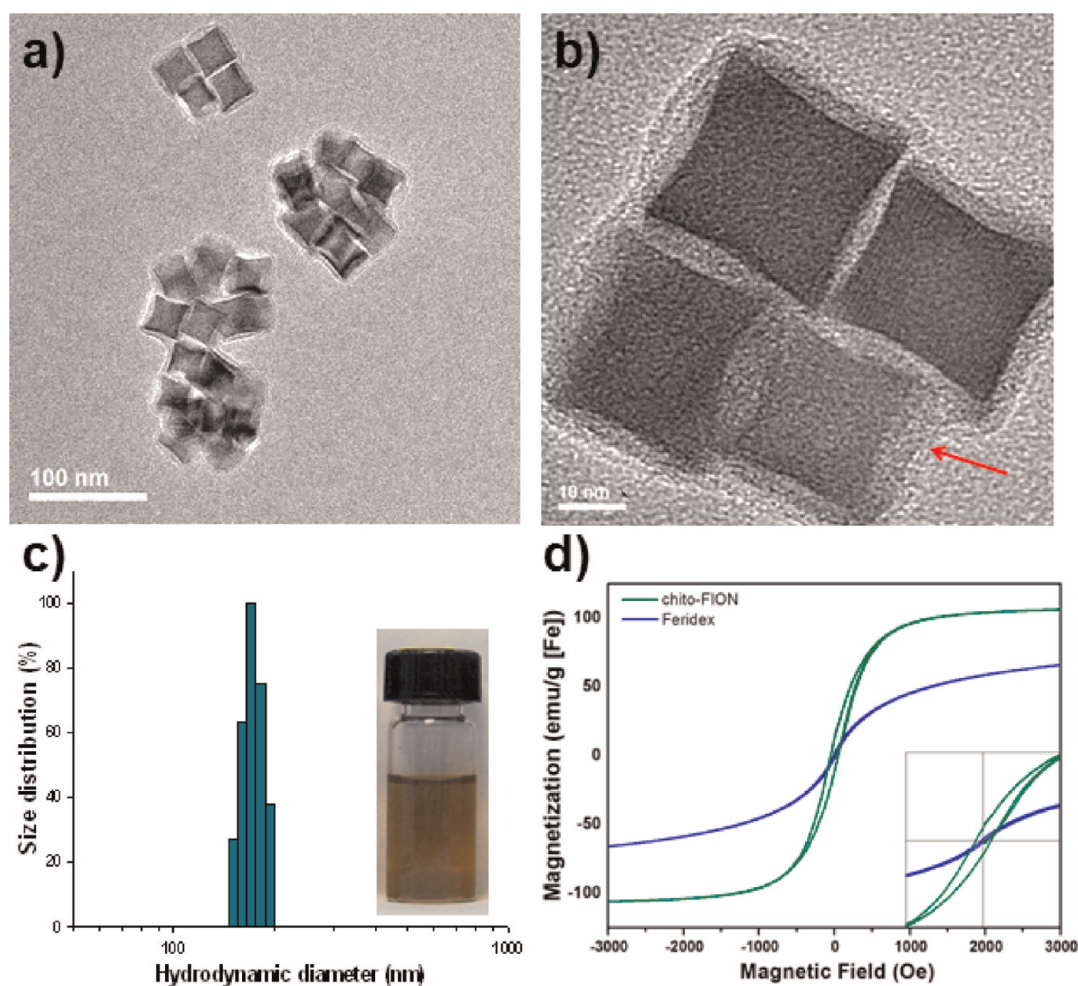 a)
100 nm
b)
10 nm
c)
Size distribution (%)
100
80
60
40
20
0
100
1000
Hydrodynamic diameter (nm)
d)
chito-FION
Feridex
Magnetization (emu/g [Fe])
100
50
0
-50
-100
-3000
-2000
-1000
0
1000
2000
3000
Magnetic Field (Oe)